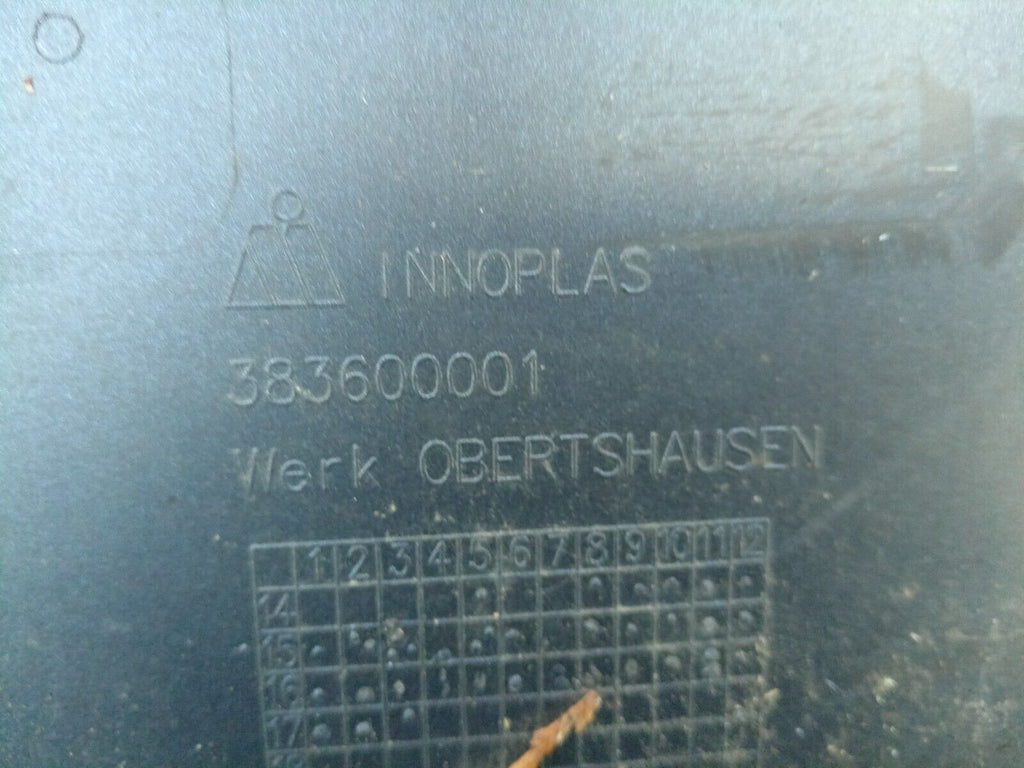 INNOPLAS
383600001
Werk OBERTSHAUSEN
1 2 3 4 5 6 7 8 9 10 11 12
14
15
16
17